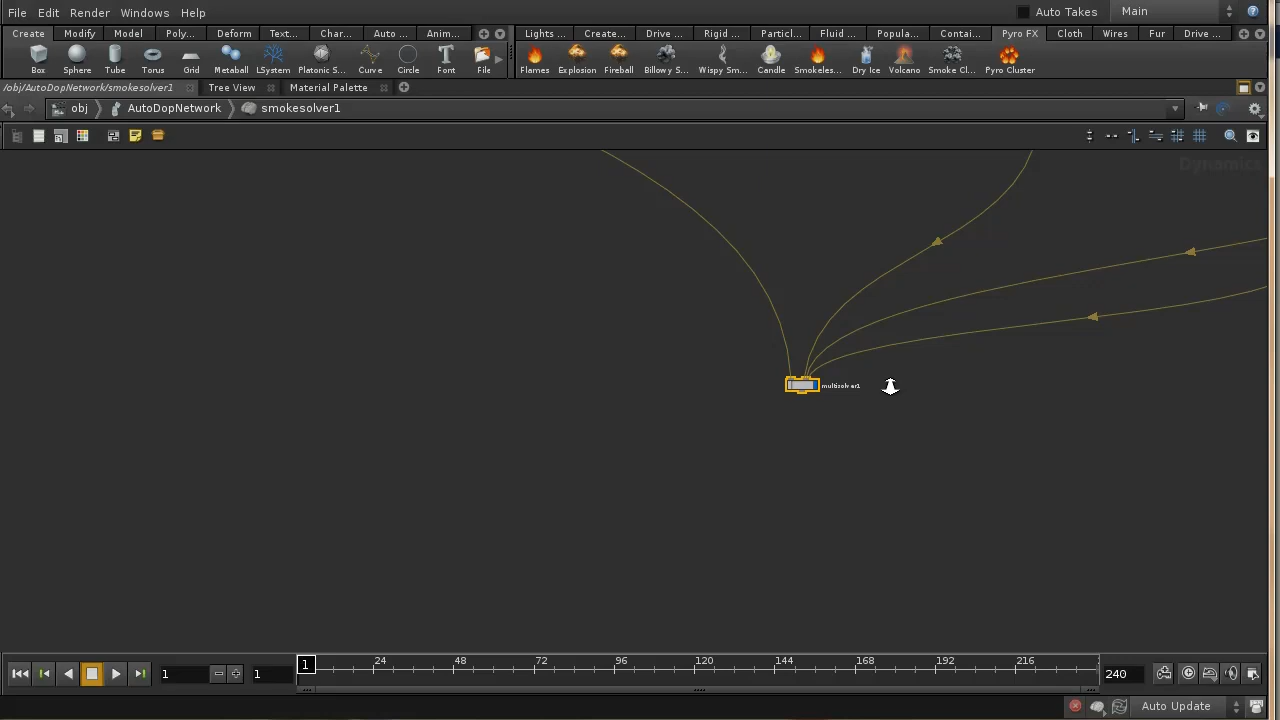 File Edit Render Windows Help Auto Takes Main
Create Modify Model Poly... Deform Text... Char... Auto ... Anim... Lights ... Create... Drive ... Rigid ... Particl... Fluid ... Popula... Contai... Pyro FX Cloth Wires Fur Drive ...
Box Sphere Tube Torus Grid Metaball LSystem Platonic S... Curve Circle Font File Flames Explosion Fireball Billowy S... Wispy Sm... Candle Smokeles... Dry Ice Volcano Smoke Cl... Pyro Cluster
/obj/AutoDopNetwork/smokesolver1 Tree View Material Palette
obj AutoDopNetwork smokesolver1
Dynamics
multisolver1
1 1 1 24 48 72 96 120 144 168 192 216 240
Auto Update